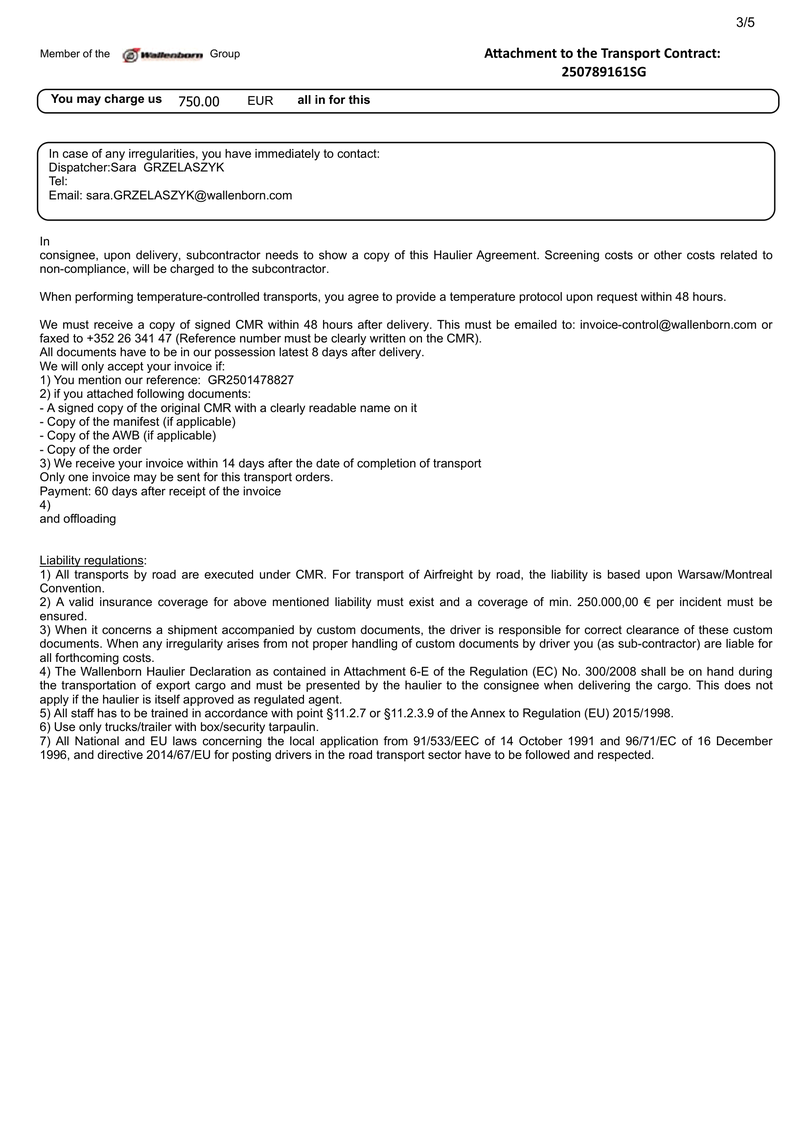 3/5
Member of the Wallenborn Group
Attachment to the Transport Contract:
250789161SG
You may charge us 750.00 EUR all in for this
In case of any irregularities, you have immediately to contact:
Dispatcher:Sara GRZELASZYK
Tel:
Email: sara.GRZELASZYK@wallenborn.com
In
consignee, upon delivery, subcontractor needs to show a copy of this Haulier Agreement. Screening costs or other costs related to
non-compliance, will be charged to the subcontractor.
When performing temperature-controlled transports, you agree to provide a temperature protocol upon request within 48 hours.
We must receive a copy of signed CMR within 48 hours after delivery. This must be emailed to: invoice-control@wallenborn.com or
faxed to +352 26 341 47 (Reference number must be clearly written on the CMR).
All documents have to be in our possession latest 8 days after delivery.
We will only accept your invoice if:
1) You mention our reference: GR2501478827
2) if you attached following documents:
- A signed copy of the original CMR with a clearly readable name on it
- Copy of the manifest (if applicable)
- Copy of the AWB (if applicable)
- Copy of the order
3) We receive your invoice within 14 days after the date of completion of transport
Only one invoice may be sent for this transport orders.
Payment: 60 days after receipt of the invoice
4)
and offloading
Liability regulations:
1) All transports by road are executed under CMR. For transport of Airfreight by road, the liability is based upon Warsaw/Montreal
Convention.
2) A valid insurance coverage for above mentioned liability must exist and a coverage of min. 250.000,00 € per incident must be
ensured.
3) When it concerns a shipment accompanied by custom documents, the driver is responsible for correct clearance of these custom
documents. When any irregularity arises from not proper handling of custom documents by driver you (as sub-contractor) are liable for
all forthcoming costs.
4) The Wallenborn Haulier Declaration as contained in Attachment 6-E of the Regulation (EC) No. 300/2008 shall be on hand during
the transportation of export cargo and must be presented by the haulier to the consignee when delivering the cargo. This does not
apply if the haulier is itself approved as regulated agent.
5) All staff has to be trained in accordance with point §11.2.7 or §11.2.3.9 of the Annex to Regulation (EU) 2015/1998.
6) Use only trucks/trailer with box/security tarpaulin.
7) All National and EU laws concerning the local application from 91/533/EEC of 14 October 1991 and 96/71/EC of 16 December
1996, and directive 2014/67/EU for posting drivers in the road transport sector have to be followed and respected.